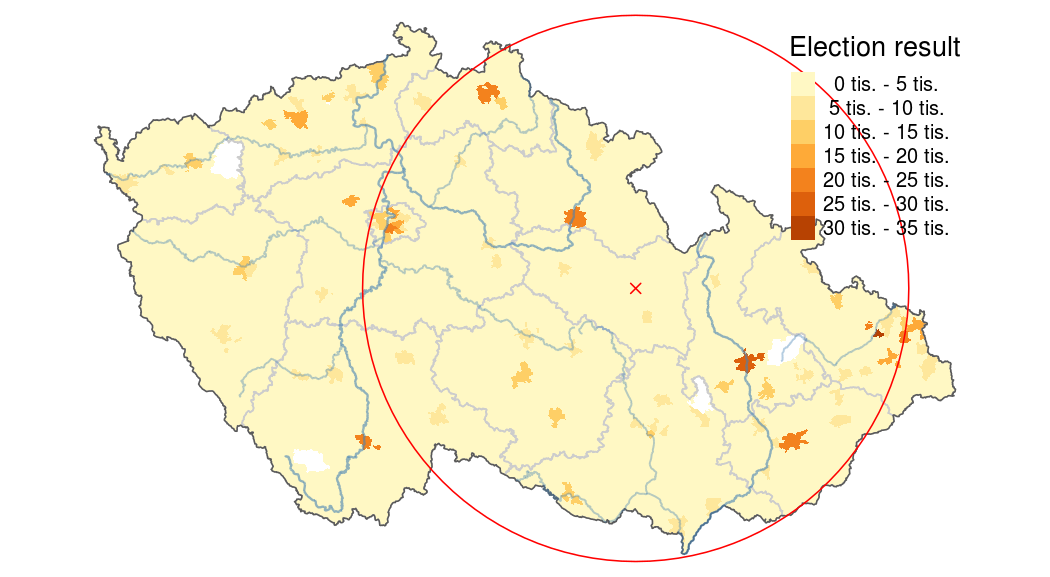 Election result
0 tis. - 5 tis.
5 tis. - 10 tis.
10 tis. - 15 tis.
15 tis. - 20 tis.
20 tis. - 25 tis.
25 tis. - 30 tis.
30 tis. - 35 tis.